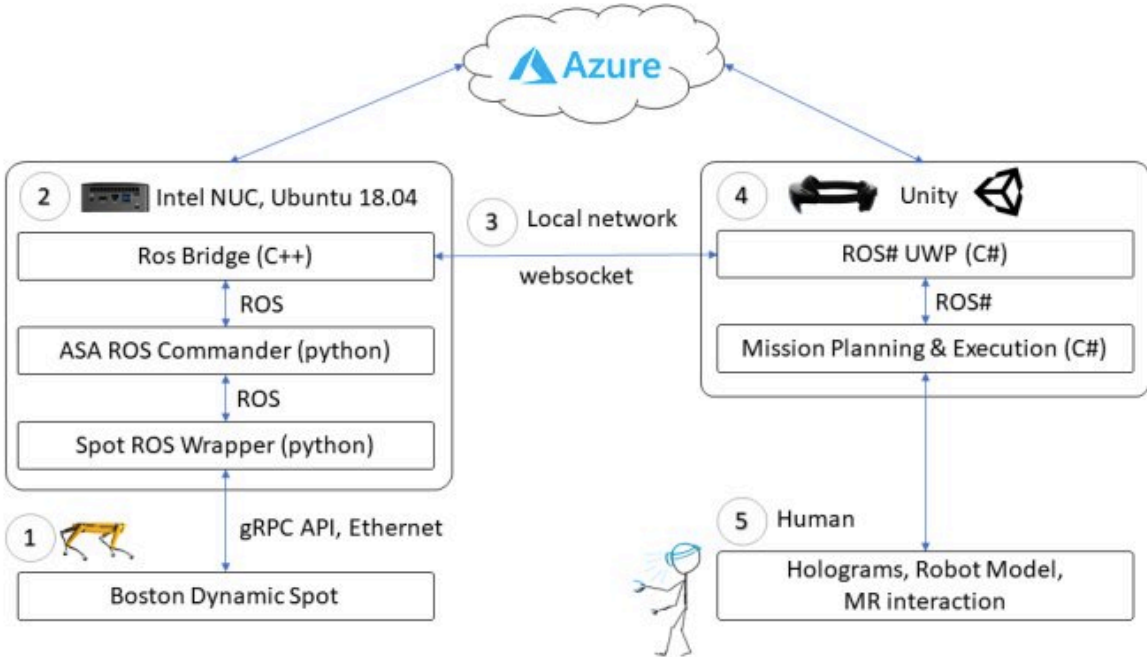 Azure
2
Intel NUC, Ubuntu 18.04
Ros Bridge (C++)
ROS
ASA ROS Commander (python)
ROS
Spot ROS Wrapper (python)
3
Local network
websocket
4
Unity
ROS# UWP (C#)
ROS#
Mission Planning & Execution (C#)
1
gRPC API, Ethernet
Boston Dynamic Spot
5
Human
Holograms, Robot Model,
MR interaction